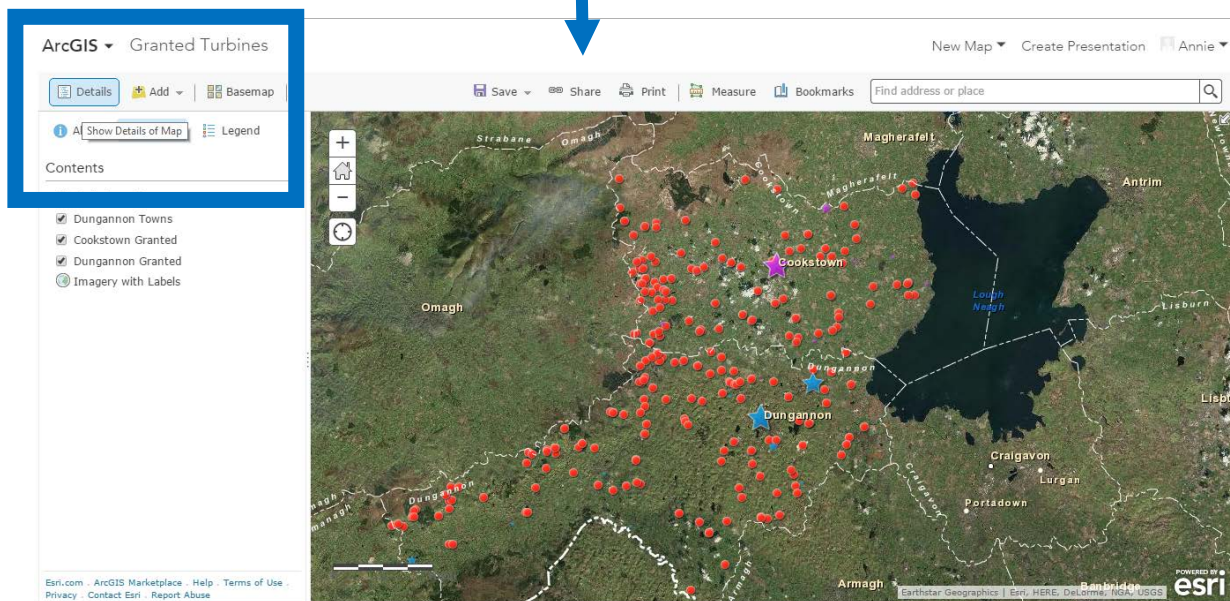 ArcGIS Granted Turbines
New Map Create Presentation Annie
Details Add Basemap
Save Share Print Measure Bookmarks Find address or place
Show Details of Map Legend
Contents
Dungannon Towns
Cookstown Granted
Dungannon Granted
Imagery with Labels
Strabane Omagh
Magherafelt
Cookstown Magherafelt
Antrim
Cookstown
Omagh
Lough
Neagh
Lisburn
Dungannon
Dungannon
Craigavon
Lurgan
Craigavon
Portadown
Dungannon
Armagh
Armagh
Banbridge
Earthstar Geographics | Esri, HERE, DeLorme, NGA, USGS
POWERED BY
esri
Esri.com . ArcGIS Marketplace . Help . Terms of Use .
Privacy . Contact Esri . Report Abuse